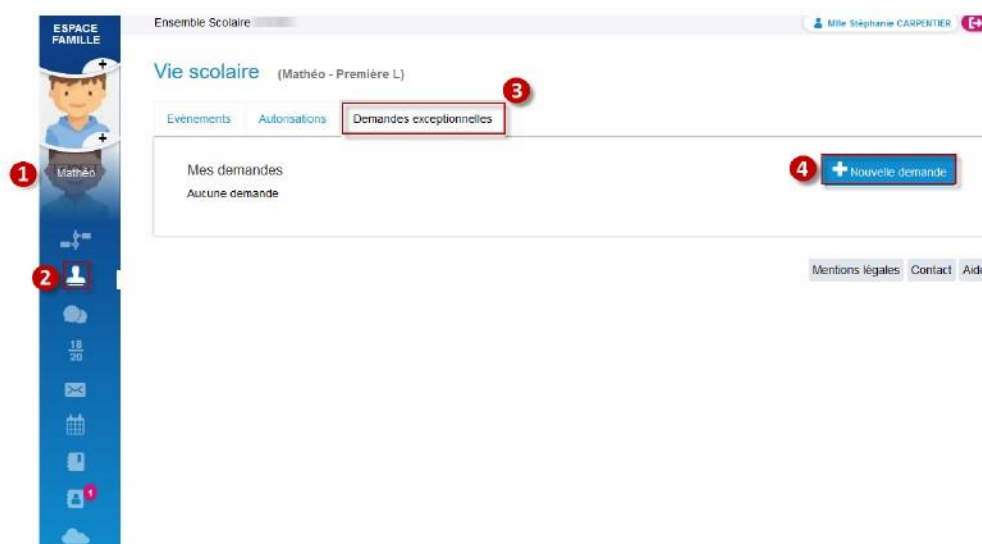 ESPACE
FAMILLE
Ensemble Scolaire
Mlle Stéphanie CARPENTIER
Vie scolaire (Mathéo - Première L)
3
Evénements Autorisations Demandes exceptionnelles
1 Mathéo
Mes demandes
4 Nouvelle demande
Aucune demande
2
Mentions légales Contact Aide
18
20
1